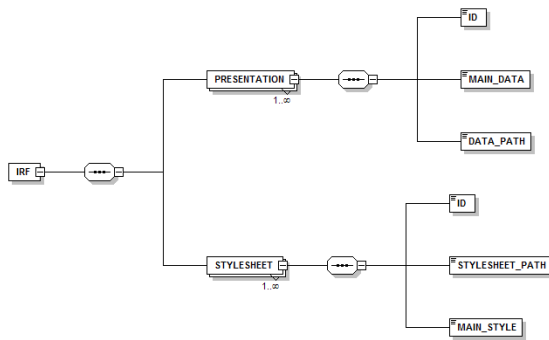 ID
PRESENTATION
MAIN_DATA
1..∞
DATA_PATH
IRF
ID
STYLESHEET
STYLESHEET_PATH
1..∞
MAIN_STYLE